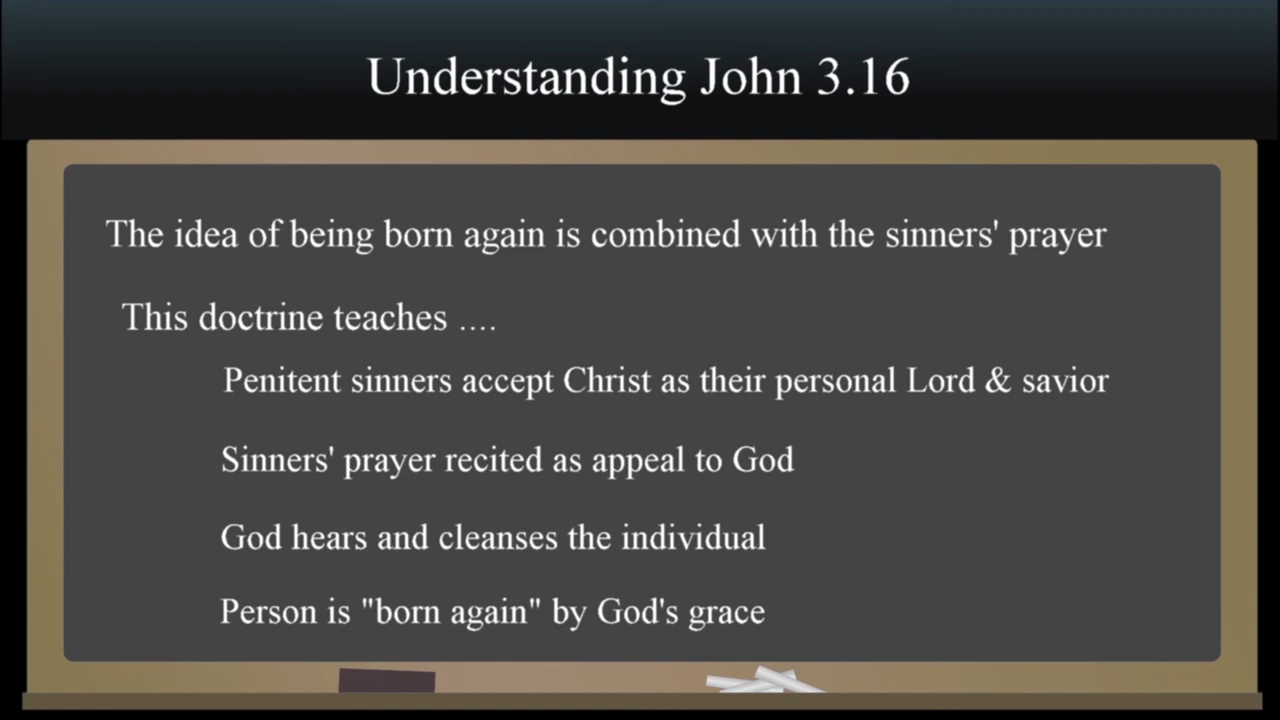 Understanding John 3.16
The idea of being born again is combined with the sinners' prayer
This doctrine teaches ....
Penitent sinners accept Christ as their personal Lord & savior
Sinners' prayer recited as appeal to God
God hears and cleanses the individual
Person is "born again" by God's grace